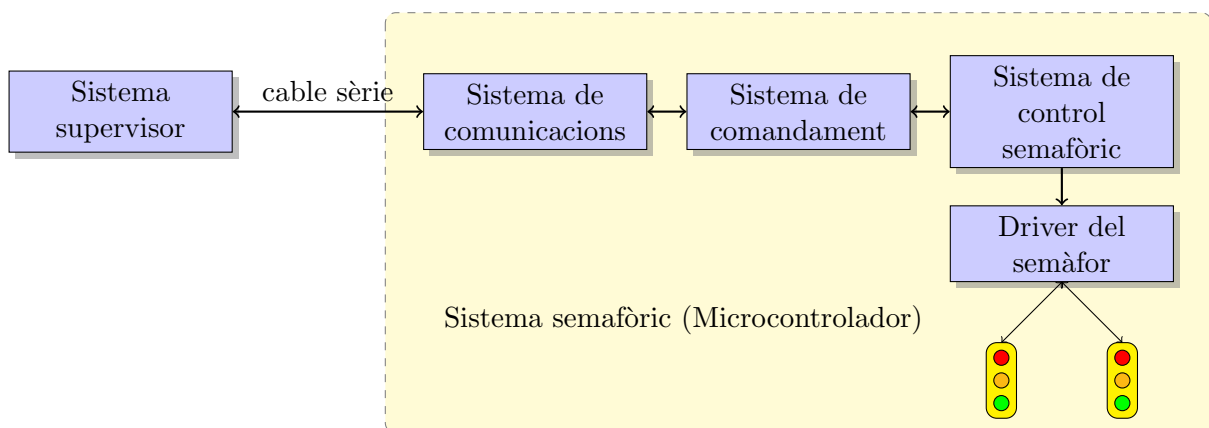 Sistema
supervisor
cable sèrie
Sistema de
comunicacions
Sistema de
comandament
Sistema de
control
semafòric
Driver del
semàfor
Sistema semafòric (Microcontrolador)